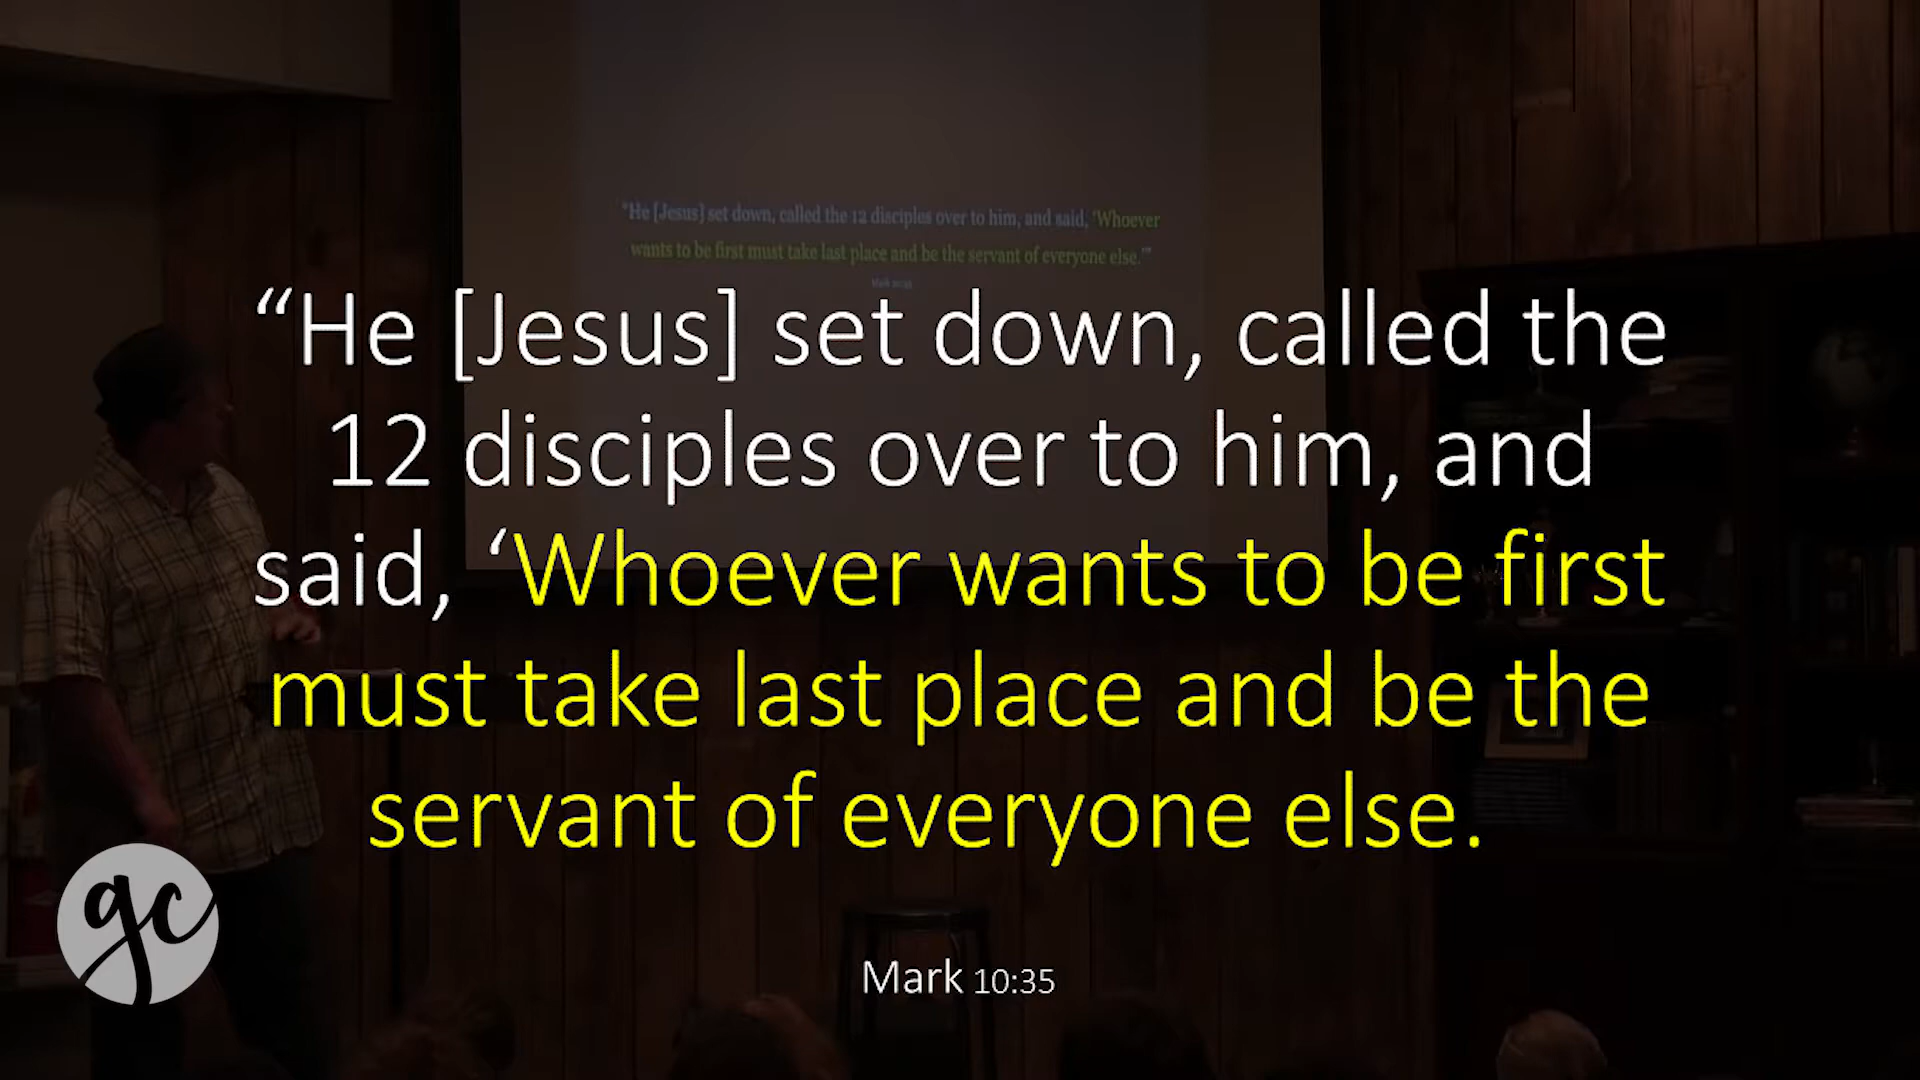 “He [Jesus] set down, called the 12 disciples over to him, and said, ‘Whoever
wants to be first must take last place and be the servant of everyone else.’”
Mark 10:35
“He [Jesus] set down, called the
12 disciples over to him, and
said, ‘Whoever wants to be first
must take last place and be the
servant of everyone else.
gc
Mark 10:35